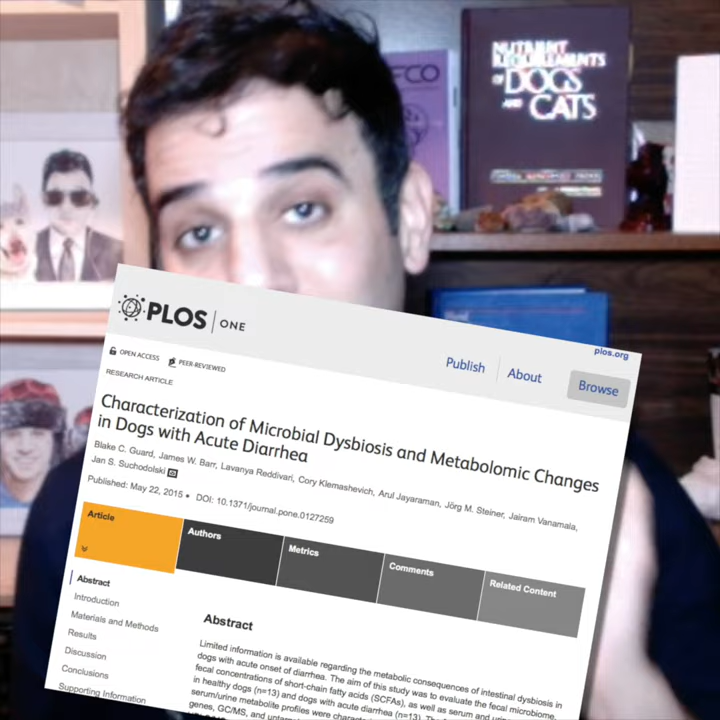 FCO
NUTRIENT
REQUIREMENTS
OF DOGS
AND CATS
PLOS ONE
plos.org
Publish About Browse
OPEN ACCESS PEER-REVIEWED
RESEARCH ARTICLE
Characterization of Microbial Dysbiosis and Metabolomic Changes
in Dogs with Acute Diarrhea
Blake C. Guard, James W. Barr, Lavanya Reddivari, Cory Klemashevich, Arul Jayaraman, Jörg M. Steiner, Jairam Vanamala,
Jan S. Suchodolski
Published: May 22, 2015 • DOI: 10.1371/journal.pone.0127259
Article Authors Metrics Comments Related Content
Abstract
Introduction
Materials and Methods
Results
Discussion
Conclusions
Supporting Information
Abstract
Limited information is available regarding the metabolic consequences of intestinal dysbiosis in
dogs with acute onset of diarrhea. The aim of this study was to evaluate the fecal microbiome,
fecal concentrations of short-chain fatty acids (SCFAs), as well as serum and
in healthy dogs (n=13) and dogs with acute diarrhea (n=13). The
serum/urine metabolite profiles were
genes, GC/MS, and